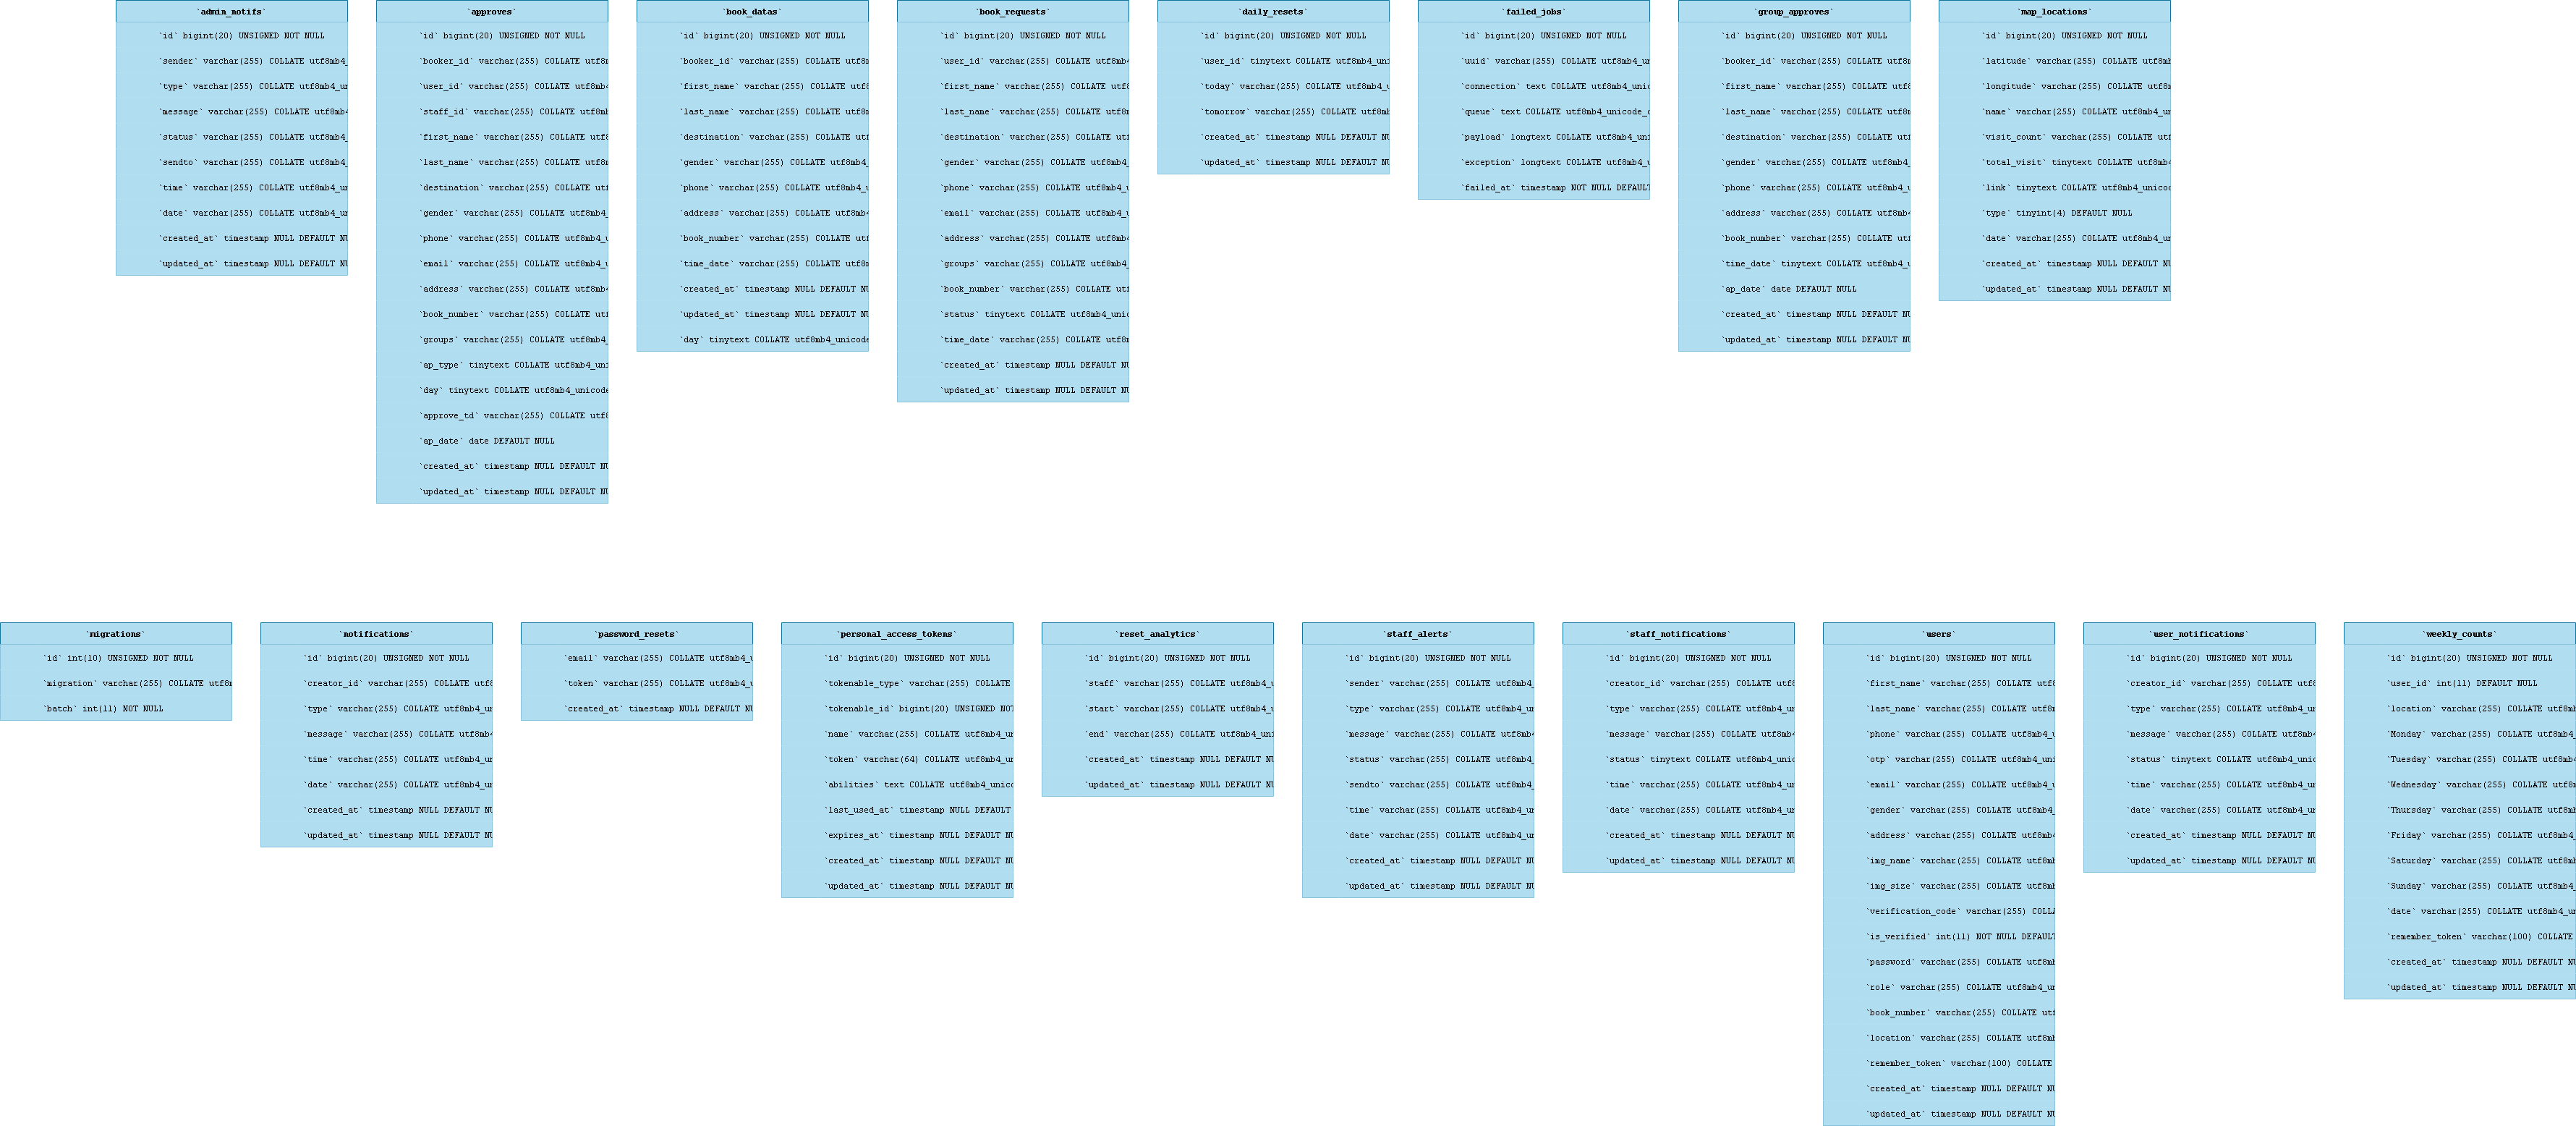 `admin_notifs`
`id` bigint(20) UNSIGNED NOT NULL
`sender` varchar(255) COLLATE utf8mb4_
`type` varchar(255) COLLATE utf8mb4_un
`message` varchar(255) COLLATE utf8mb4
`status` varchar(255) COLLATE utf8mb4_
`sendto` varchar(255) COLLATE utf8mb4_
`time` varchar(255) COLLATE utf8mb4_un
`date` varchar(255) COLLATE utf8mb4_un
`created_at` timestamp NULL DEFAULT NU
`updated_at` timestamp NULL DEFAULT NU
`approves`
`id` bigint(20) UNSIGNED NOT NULL
`booker_id` varchar(255) COLLATE utf8m
`user_id` varchar(255) COLLATE utf8mb4
`staff_id` varchar(255) COLLATE utf8mb
`first_name` varchar(255) COLLATE utf8
`last_name` varchar(255) COLLATE utf8m
`destination` varchar(255) COLLATE utf
`gender` varchar(255) COLLATE utf8mb4_
`phone` varchar(255) COLLATE utf8mb4_u
`email` varchar(255) COLLATE utf8mb4_u
`address` varchar(255) COLLATE utf8mb4
`book_number` varchar(255) COLLATE utf
`groups` varchar(255) COLLATE utf8mb4_
`ap_type` tinytext COLLATE utf8mb4_uni
`day` tinytext COLLATE utf8mb4_unicode
`approve_td` varchar(255) COLLATE utf8
`ap_date` date DEFAULT NULL
`created_at` timestamp NULL DEFAULT NU
`updated_at` timestamp NULL DEFAULT NU
`book_datas`
`id` bigint(20) UNSIGNED NOT NULL
`booker_id` varchar(255) COLLATE utf8m
`first_name` varchar(255) COLLATE utf8
`last_name` varchar(255) COLLATE utf8m
`destination` varchar(255) COLLATE utf
`gender` varchar(255) COLLATE utf8mb4_
`phone` varchar(255) COLLATE utf8mb4_u
`address` varchar(255) COLLATE utf8mb4
`book_number` varchar(255) COLLATE utf
`time_date` varchar(255) COLLATE utf8m
`created_at` timestamp NULL DEFAULT NU
`updated_at` timestamp NULL DEFAULT NU
`day` tinytext COLLATE utf8mb4_unicode
`book_requests`
`id` bigint(20) UNSIGNED NOT NULL
`user_id` varchar(255) COLLATE utf8mb4
`first_name` varchar(255) COLLATE utf8
`last_name` varchar(255) COLLATE utf8m
`destination` varchar(255) COLLATE utf
`gender` varchar(255) COLLATE utf8mb4_
`phone` varchar(255) COLLATE utf8mb4_u
`email` varchar(255) COLLATE utf8mb4_u
`address` varchar(255) COLLATE utf8mb4
`groups` varchar(255) COLLATE utf8mb4_
`book_number` varchar(255) COLLATE utf
`status` tinytext COLLATE utf8mb4_unic
`time_date` varchar(255) COLLATE utf8m
`created_at` timestamp NULL DEFAULT NU
`updated_at` timestamp NULL DEFAULT NU
`daily_resets`
`id` bigint(20) UNSIGNED NOT NULL
`user_id` tinytext COLLATE utf8mb4_uni
`today` varchar(255) COLLATE utf8mb4_u
`tomorrow` varchar(255) COLLATE utf8mb
`created_at` timestamp NULL DEFAULT NU
`updated_at` timestamp NULL DEFAULT NU
`failed_jobs`
`id` bigint(20) UNSIGNED NOT NULL
`uuid` varchar(255) COLLATE utf8mb4_un
`connection` text COLLATE utf8mb4_unic
`queue` text COLLATE utf8mb4_unicode_c
`payload` longtext COLLATE utf8mb4_uni
`exception` longtext COLLATE utf8mb4_u
`failed_at` timestamp NOT NULL DEFAULT
`group_approves`
`id` bigint(20) UNSIGNED NOT NULL
`booker_id` varchar(255) COLLATE utf8m
`first_name` varchar(255) COLLATE utf8
`last_name` varchar(255) COLLATE utf8m
`destination` varchar(255) COLLATE utf
`gender` varchar(255) COLLATE utf8mb4_
`phone` varchar(255) COLLATE utf8mb4_u
`address` varchar(255) COLLATE utf8mb4
`book_number` varchar(255) COLLATE utf
`time_date` tinytext COLLATE utf8mb4_u
`ap_date` date DEFAULT NULL
`created_at` timestamp NULL DEFAULT NU
`updated_at` timestamp NULL DEFAULT NU
`map_locations`
`id` bigint(20) UNSIGNED NOT NULL
`latitude` varchar(255) COLLATE utf8mb
`longitude` varchar(255) COLLATE utf8m
`name` varchar(255) COLLATE utf8mb4_un
`visit_count` varchar(255) COLLATE utf
`total_visit` tinytext COLLATE utf8mb4
`link` tinytext COLLATE utf8mb4_unicod
`type` tinyint(4) DEFAULT NULL
`date` varchar(255) COLLATE utf8mb4_un
`created_at` timestamp NULL DEFAULT NU
`updated_at` timestamp NULL DEFAULT NU
`migrations`
`id` int(10) UNSIGNED NOT NULL
`migration` varchar(255) COLLATE utf8m
`batch` int(11) NOT NULL
`notifications`
`id` bigint(20) UNSIGNED NOT NULL
`creator_id` varchar(255) COLLATE utf8
`type` varchar(255) COLLATE utf8mb4_un
`message` varchar(255) COLLATE utf8mb4
`time` varchar(255) COLLATE utf8mb4_un
`date` varchar(255) COLLATE utf8mb4_un
`created_at` timestamp NULL DEFAULT NU
`updated_at` timestamp NULL DEFAULT NU
`password_resets`
`email` varchar(255) COLLATE utf8mb4_u
`token` varchar(255) COLLATE utf8mb4_u
`created_at` timestamp NULL DEFAULT NU
`personal_access_tokens`
`id` bigint(20) UNSIGNED NOT NULL
`tokenable_type` varchar(255) COLLATE
`tokenable_id` bigint(20) UNSIGNED NOT
`name` varchar(255) COLLATE utf8mb4_un
`token` varchar(64) COLLATE utf8mb4_un
`abilities` text COLLATE utf8mb4_unico
`last_used_at` timestamp NULL DEFAULT
`expires_at` timestamp NULL DEFAULT NU
`created_at` timestamp NULL DEFAULT NU
`updated_at` timestamp NULL DEFAULT NU
`reset_analytics`
`id` bigint(20) UNSIGNED NOT NULL
`staff` varchar(255) COLLATE utf8mb4_u
`start` varchar(255) COLLATE utf8mb4_u
`end` varchar(255) COLLATE utf8mb4_uni
`created_at` timestamp NULL DEFAULT NU
`updated_at` timestamp NULL DEFAULT NU
`staff_alerts`
`id` bigint(20) UNSIGNED NOT NULL
`sender` varchar(255) COLLATE utf8mb4_
`type` varchar(255) COLLATE utf8mb4_un
`message` varchar(255) COLLATE utf8mb4
`status` varchar(255) COLLATE utf8mb4_
`sendto` varchar(255) COLLATE utf8mb4_
`time` varchar(255) COLLATE utf8mb4_un
`date` varchar(255) COLLATE utf8mb4_un
`created_at` timestamp NULL DEFAULT NU
`updated_at` timestamp NULL DEFAULT NU
`staff_notifications`
`id` bigint(20) UNSIGNED NOT NULL
`creator_id` varchar(255) COLLATE utf8
`type` varchar(255) COLLATE utf8mb4_un
`message` varchar(255) COLLATE utf8mb4
`status` tinytext COLLATE utf8mb4_unic
`time` varchar(255) COLLATE utf8mb4_un
`date` varchar(255) COLLATE utf8mb4_un
`created_at` timestamp NULL DEFAULT NU
`updated_at` timestamp NULL DEFAULT NU
`users`
`id` bigint(20) UNSIGNED NOT NULL
`first_name` varchar(255) COLLATE utf8
`last_name` varchar(255) COLLATE utf8m
`phone` varchar(255) COLLATE utf8mb4_u
`otp` varchar(255) COLLATE utf8mb4_uni
`email` varchar(255) COLLATE utf8mb4_u
`gender` varchar(255) COLLATE utf8mb4_
`address` varchar(255) COLLATE utf8mb4
`img_name` varchar(255) COLLATE utf8mb
`img_size` varchar(255) COLLATE utf8mb
`verification_code` varchar(255) COLLA
`is_verified` int(11) NOT NULL DEFAULT
`password` varchar(255) COLLATE utf8mb
`role` varchar(255) COLLATE utf8mb4_un
`book_number` varchar(255) COLLATE utf
`location` varchar(255) COLLATE utf8mb
`remember_token` varchar(100) COLLATE
`created_at` timestamp NULL DEFAULT NU
`updated_at` timestamp NULL DEFAULT NU
`user_notifications`
`id` bigint(20) UNSIGNED NOT NULL
`creator_id` varchar(255) COLLATE utf8
`type` varchar(255) COLLATE utf8mb4_un
`message` varchar(255) COLLATE utf8mb4
`status` tinytext COLLATE utf8mb4_unic
`time` varchar(255) COLLATE utf8mb4_un
`date` varchar(255) COLLATE utf8mb4_un
`created_at` timestamp NULL DEFAULT NU
`updated_at` timestamp NULL DEFAULT NU
`weekly_counts`
`id` bigint(20) UNSIGNED NOT NULL
`user_id` int(11) DEFAULT NULL
`location` varchar(255) COLLATE utf8mb
`Monday` varchar(255) COLLATE utf8mb4_
`Tuesday` varchar(255) COLLATE utf8mb4
`Wednesday` varchar(255) COLLATE utf8m
`Thursday` varchar(255) COLLATE utf8mb
`Friday` varchar(255) COLLATE utf8mb4_
`Saturday` varchar(255) COLLATE utf8mb
`Sunday` varchar(255) COLLATE utf8mb4_
`date` varchar(255) COLLATE utf8mb4_un
`remember_token` varchar(100) COLLATE
`created_at` timestamp NULL DEFAULT NU
`updated_at` timestamp NULL DEFAULT NU